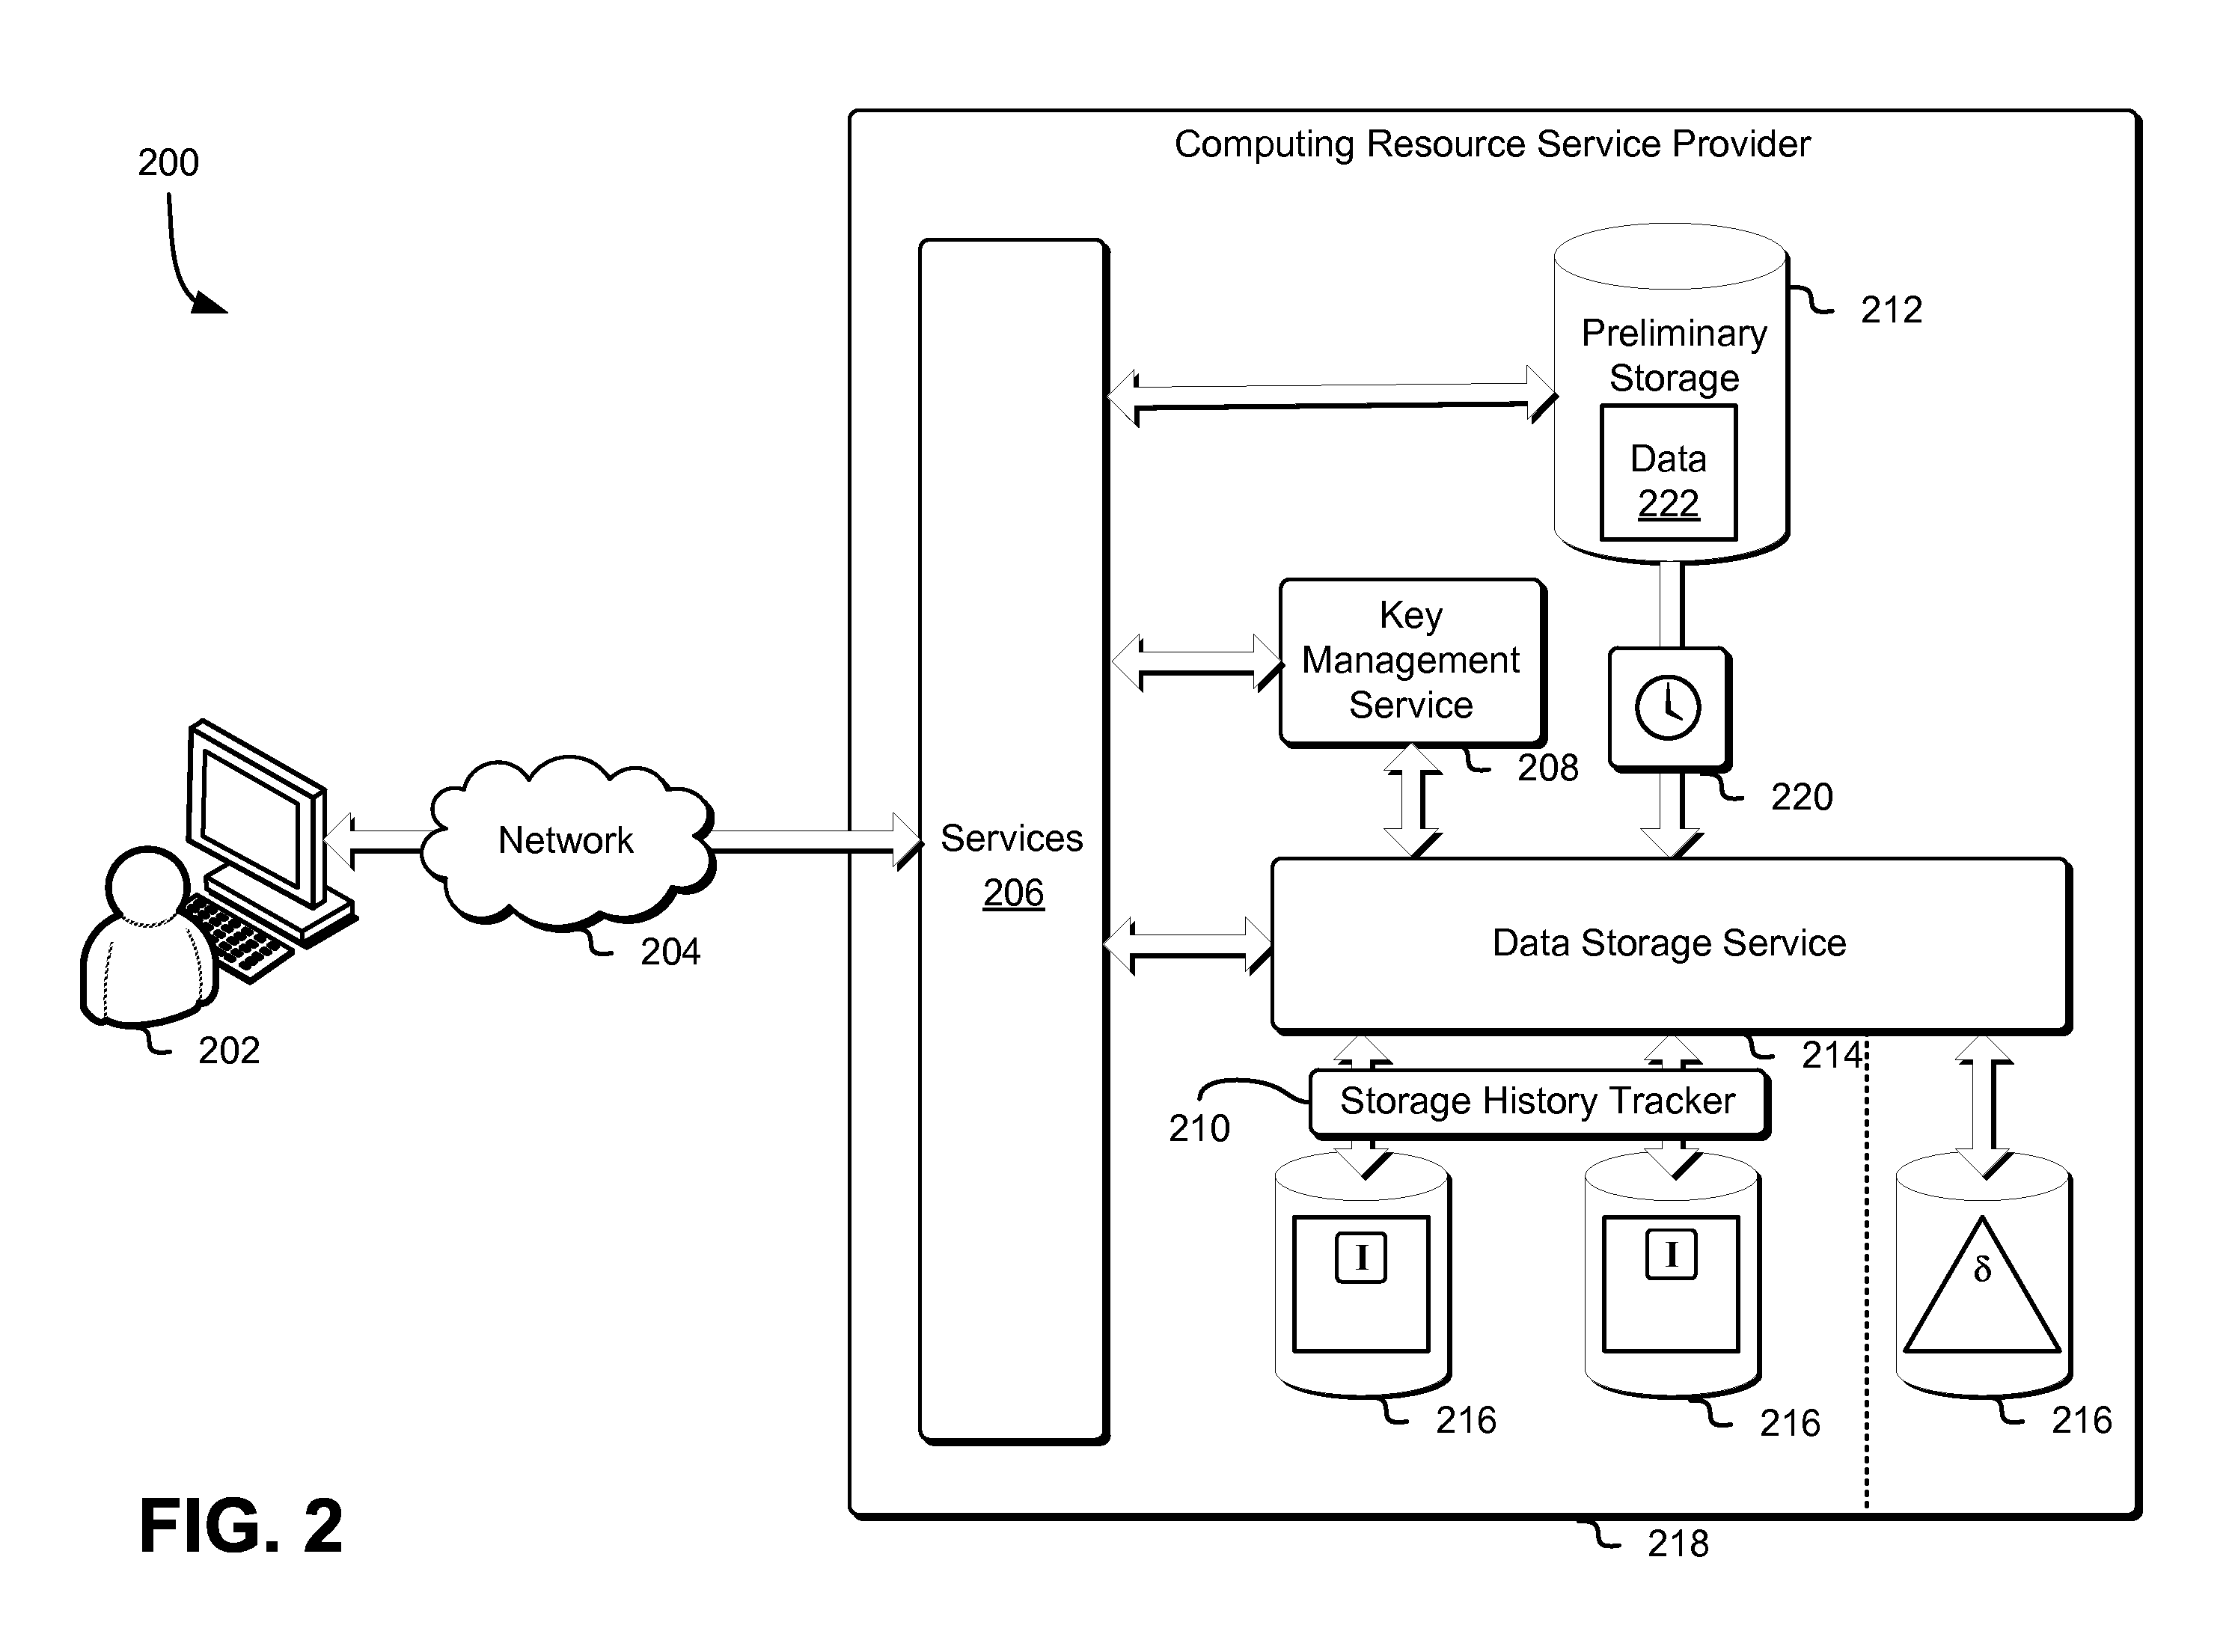 Computing Resource Service Provider
200
212
Preliminary
Storage
Data
222
Key
Management
Service
208
220
Network
204
Services
206
Data Storage Service
202
214
Storage History Tracker
210
I
I
δ
216
216
216
218
FIG. 2